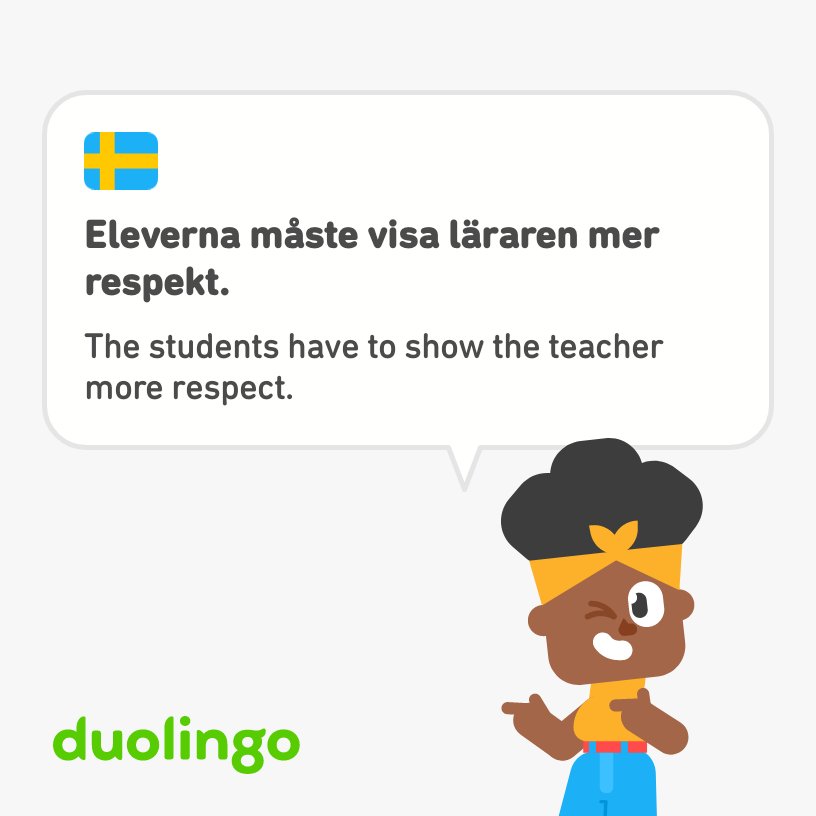 Eleverna måste visa läraren mer
respekt.
The students have to show the teacher
more respect.
duolingo